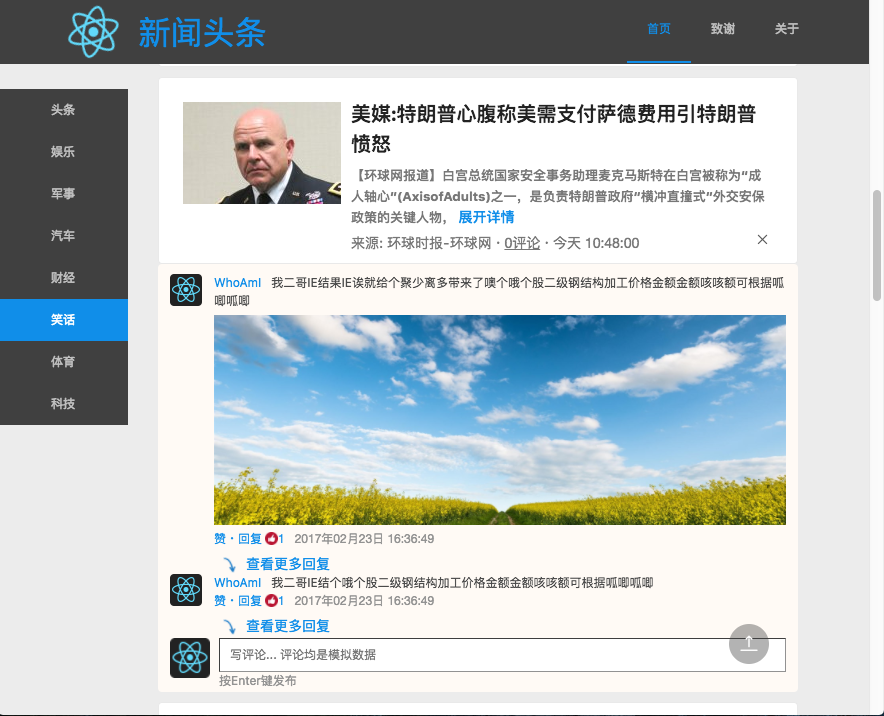 新闻头条
首页 致谢 关于
头条
娱乐
军事
汽车
财经
笑话
体育
科技
美媒:特朗普心腹称美需支付萨德费用引特朗普
愤怒
【环球网报道】白宫总统国家安全事务助理麦克马斯特在白宫被称为“成
人轴心”(AxisofAdults)之一，是负责特朗普政府“横冲直撞式”外交安保
政策的关键人物， 展开详情
来源: 环球时报-环球网 · 0评论 · 今天 10:48:00
WhoAmI 我二哥IE结果IE诶就给个聚少离多带来了噢个哦个股二级钢结构加工价格金额金额咳咳额可根据呱
唧呱唧
赞 · 回复 1 2017年02月23日 16:36:49
查看更多回复
WhoAmI 我二哥IE结个哦个股二级钢结构加工价格金额金额咳咳额可根据呱唧呱唧
赞 · 回复 1 2017年02月23日 16:36:49
查看更多回复
写评论... 评论均是模拟数据
按Enter键发布